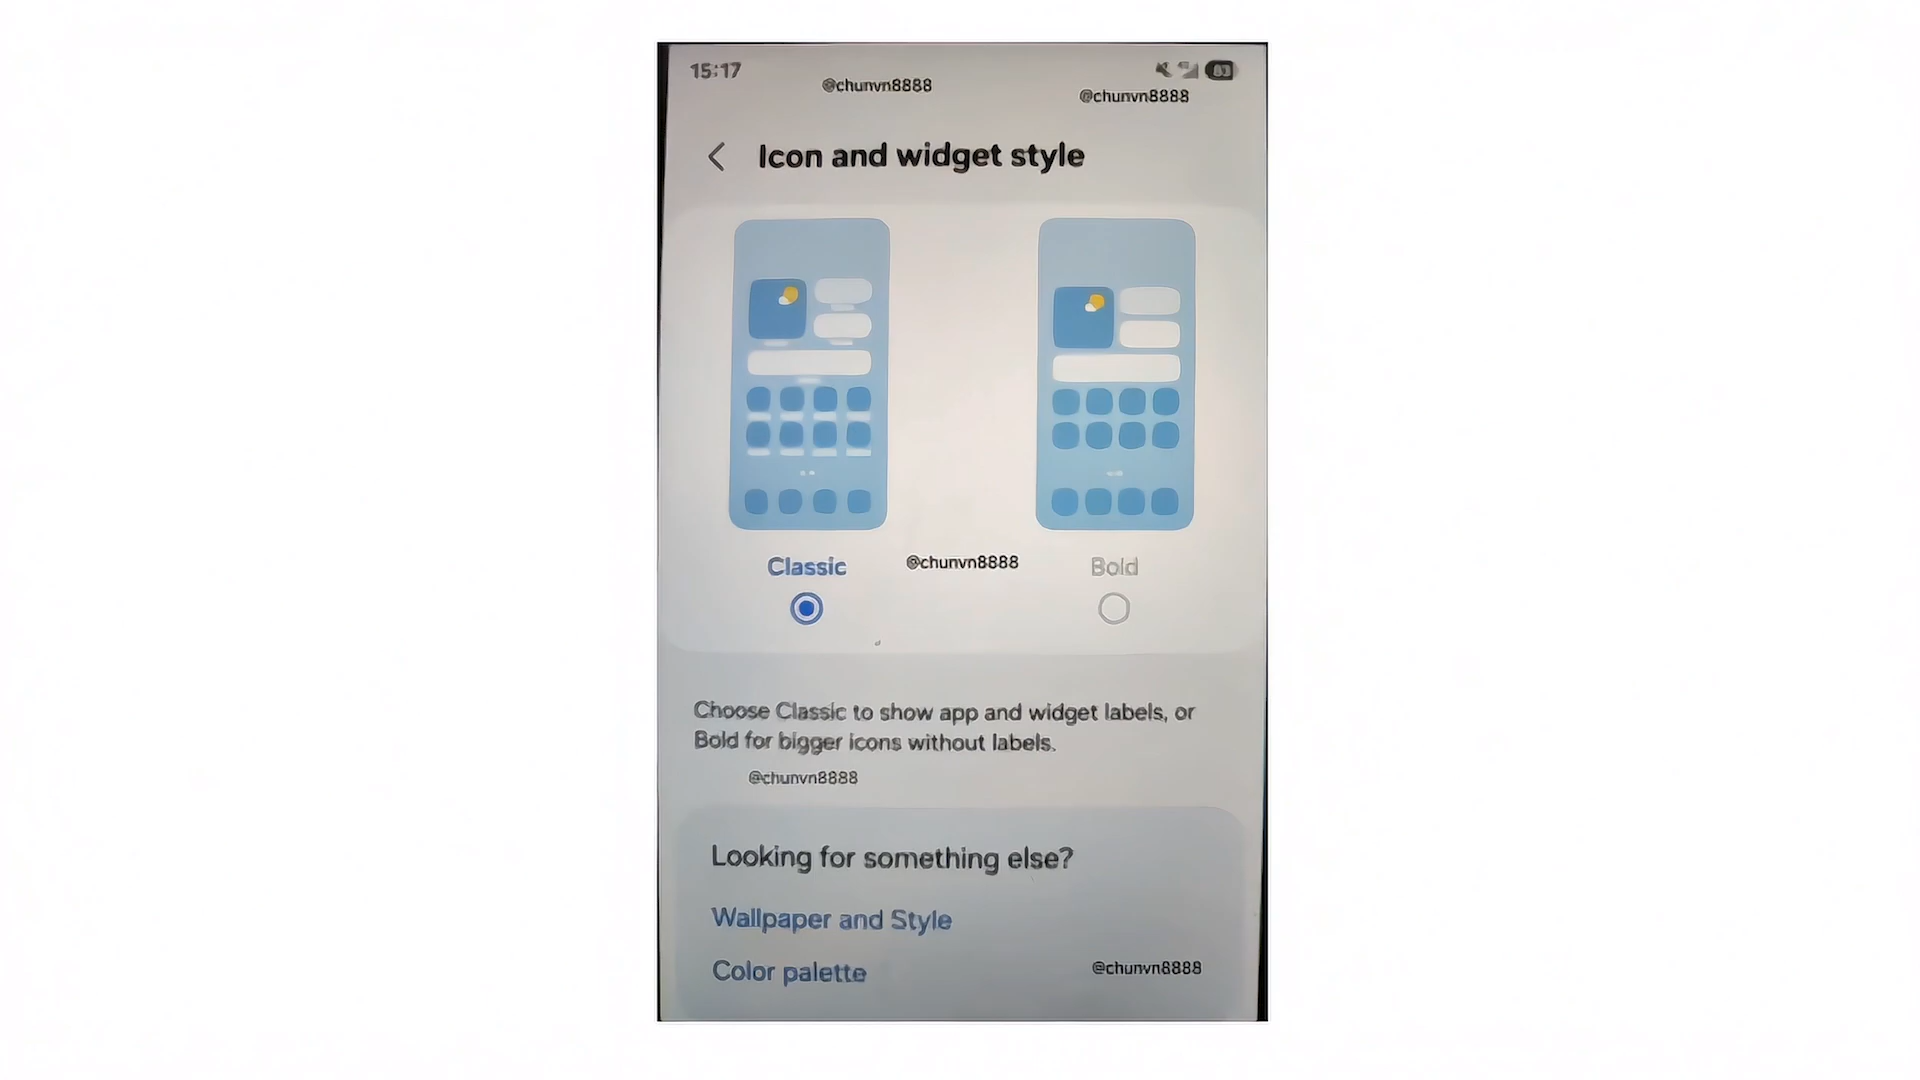 15:17
@chunvn8888
@chunvn8888
Icon and widget style
Classic
@chunvn8888
Bold
Choose Classic to show app and widget labels, or
Bold for bigger icons without labels.
@chunvn8888
Looking for something else?
Wallpaper and Style
Color palette
@chunvn8888